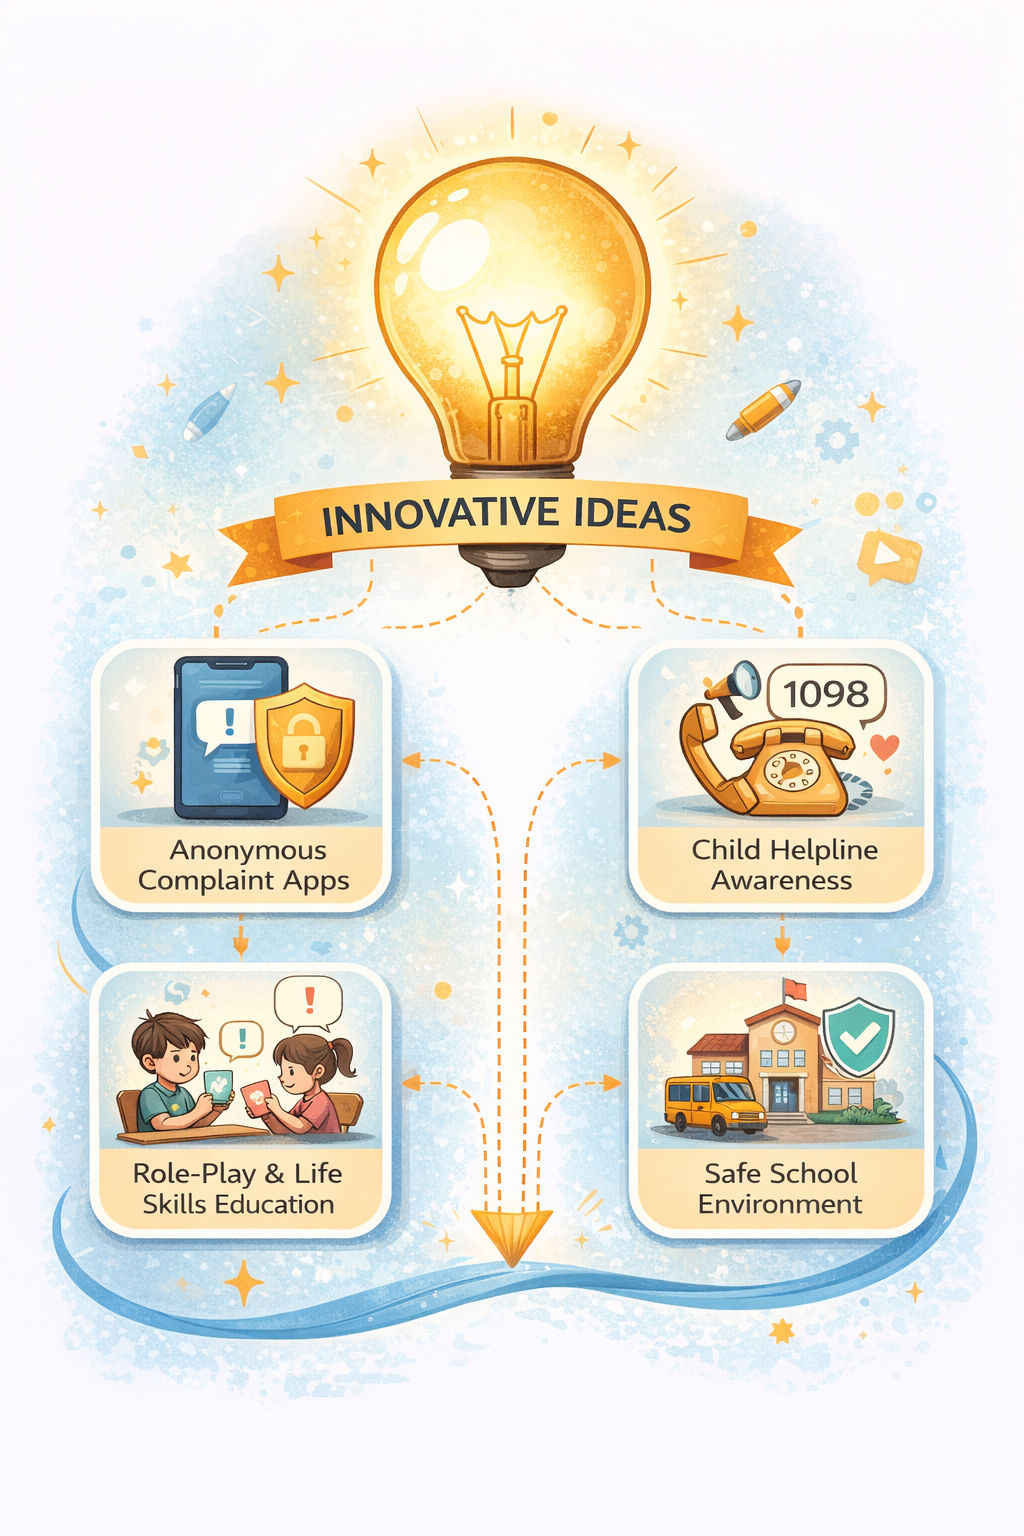 INNOVATIVE IDEAS
!
Anonymous
Complaint Apps
1098
Child Helpline
Awareness
!
!
Role-Play & Life
Skills Education
Safe School
Environment